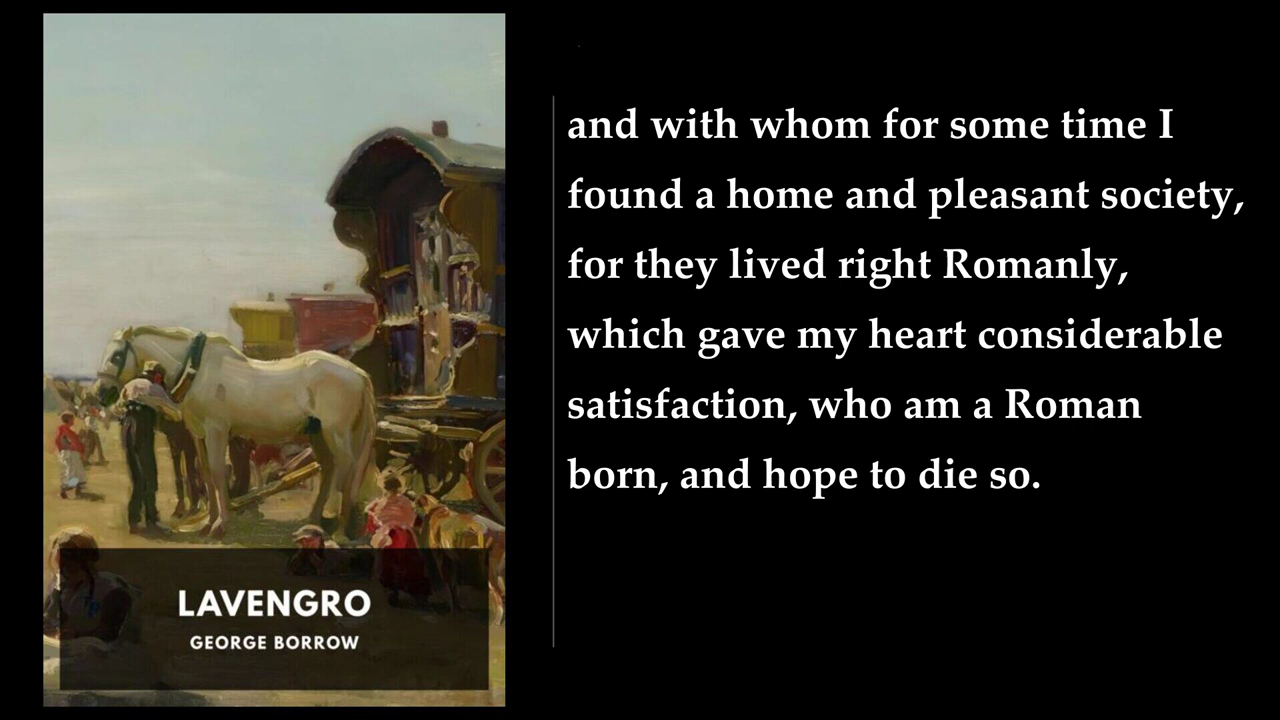 and with whom for some time I
found a home and pleasant society,
for they lived right Romanly,
which gave my heart considerable
satisfaction, who am a Roman
born, and hope to die so.
LAVENGRO
GEORGE BORROW